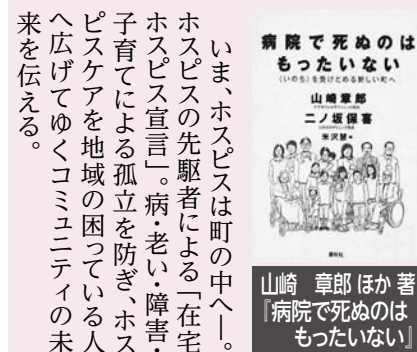 いま、ホスピスは町の中へ―。
ホスピスの先駆者による「在宅
ホスピス宣言」。病・老い・障害・
子育てによる孤立を防ぎ、ホス
ピスケアを地域の困っている人
へ広げてゆくコミュニティの未
来を伝える。
病院で死ぬのは
もったいない
〈いのち〉を受けとめる新しい町へ
山崎章郎
二ノ坂保喜
米沢慧
春秋社
山崎 章郎 ほか 著
『病院で死ぬのは
もったいない』